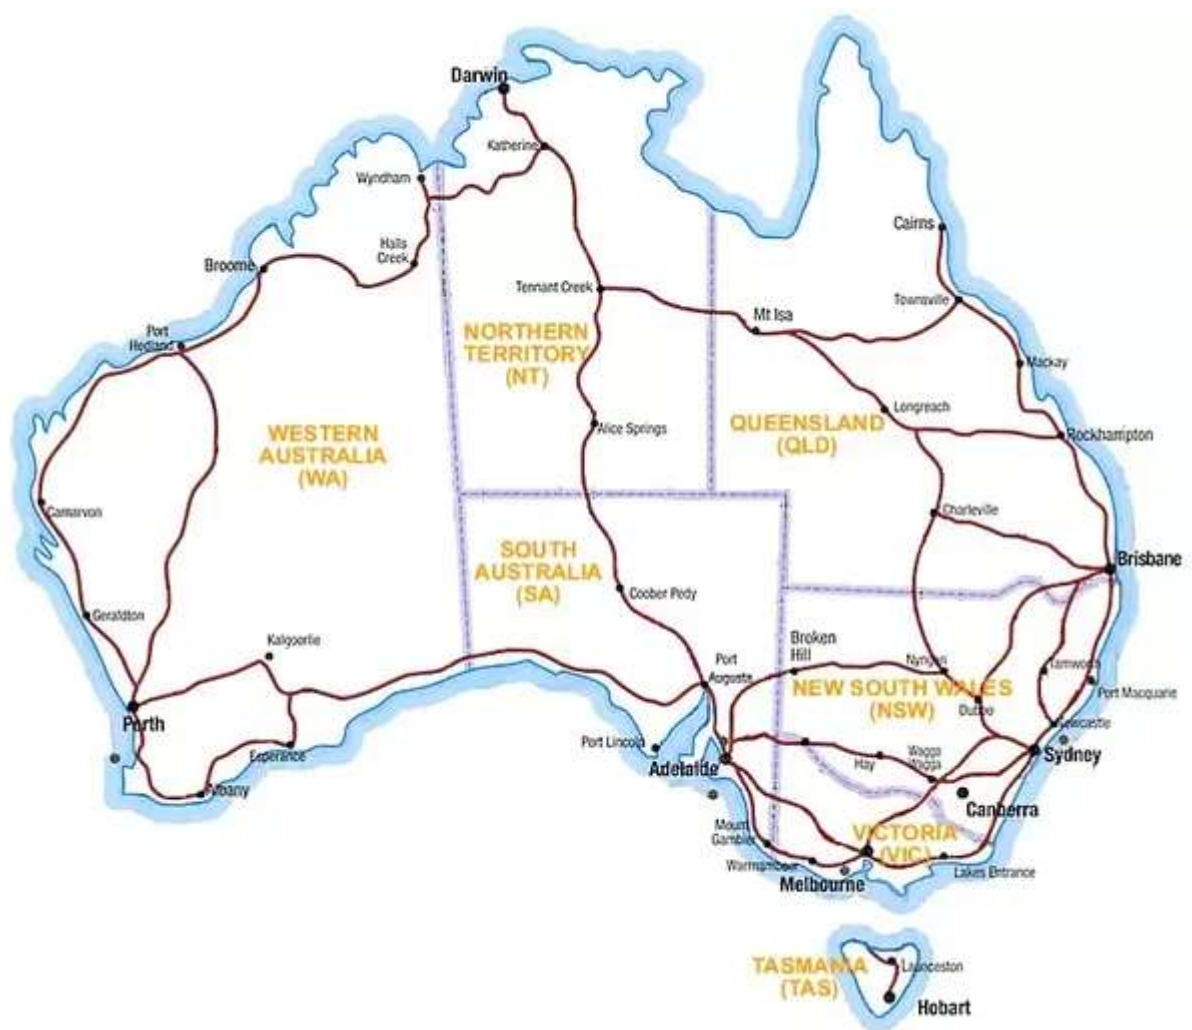 Darwin
Katherine
Wyndham
Cairns
Halls
Creek
Broome
Tennant Creek
Townsville
Mt Isa
Port
Hedland
NORTHERN
TERRITORY
(NT)
Mackay
Longreach
WESTERN
AUSTRALIA
(WA)
Alice Springs
QUEENSLAND
(QLD)
Rockhampton
Carnarvon
Charleville
SOUTH
AUSTRALIA
(SA)
Brisbane
Coober Pedy
Geraldton
Kalgoorlie
Broken
Hill
Nyngan
Tamworth
Port
Augusta
Port Macquarie
NEW SOUTH WALES
(NSW)
Dubbo
Perth
Newcastle
Port Lincoln
Esperance
Adelaide
Hay
Wagga
Wagga
Sydney
Albany
Canberra
Mount
Gambier
VICTORIA
(VIC)
Warrnambool
Melbourne
Lakes Entrance
TASMANIA
(TAS)
Launceston
Hobart